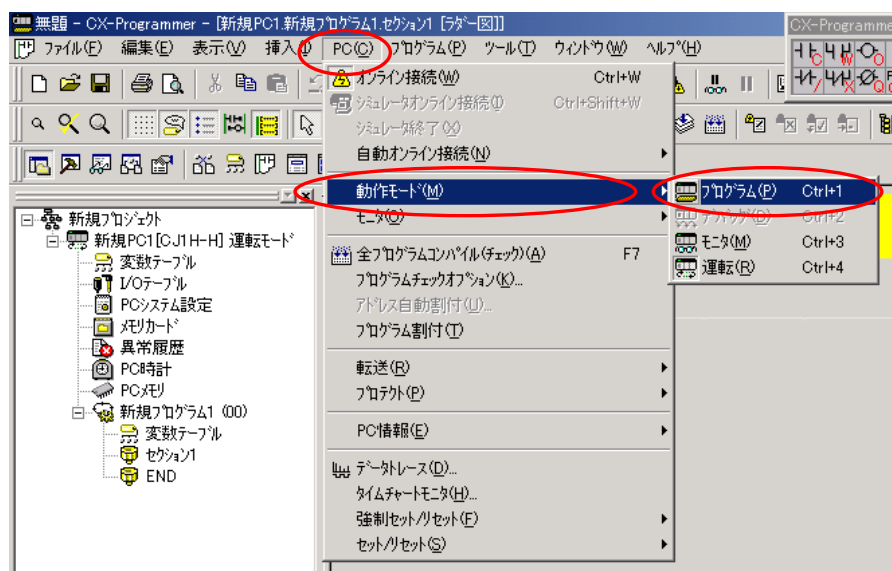 無題 - CX-Programmer - [新規PC1.新規プログラム1.セクション1 [ラダー図]]
CX-Programme
ファイル(F) 編集(E) 表示(V) 挿入(I) PC(C) プログラム(P) ツール(T) ウィンドウ(W) ヘルプ(H)
オンライン接続(W) Ctrl+W
シミュレータオンライン接続(I) Ctrl+Shift+W
シミュレータ終了(X)
自動オンライン接続(N)
動作モード(M)
プログラム(P) Ctrl+1
モニタ(O)
デバッグ(D) Ctrl+2
モニタ(M) Ctrl+3
運転(R) Ctrl+4
全プログラムコンパイル(チェック)(A) F7
プログラムチェックオプション(K)...
アドレス自動割付(U)...
プログラム割付(T)
転送(R)
プロテクト(P)
PC情報(E)
データトレース(D)...
タイムチャートモニタ(H)...
強制セット/リセット(F)
セット/リセット(S)
新規プロジェクト
新規PC1[CJ1H-H] 運転モード
変数テーブル
I/Oテーブル
PCシステム設定
メモリカード
異常履歴
PC時計
PCメモリ
新規プログラム1 (00)
変数テーブル
セクション1
END